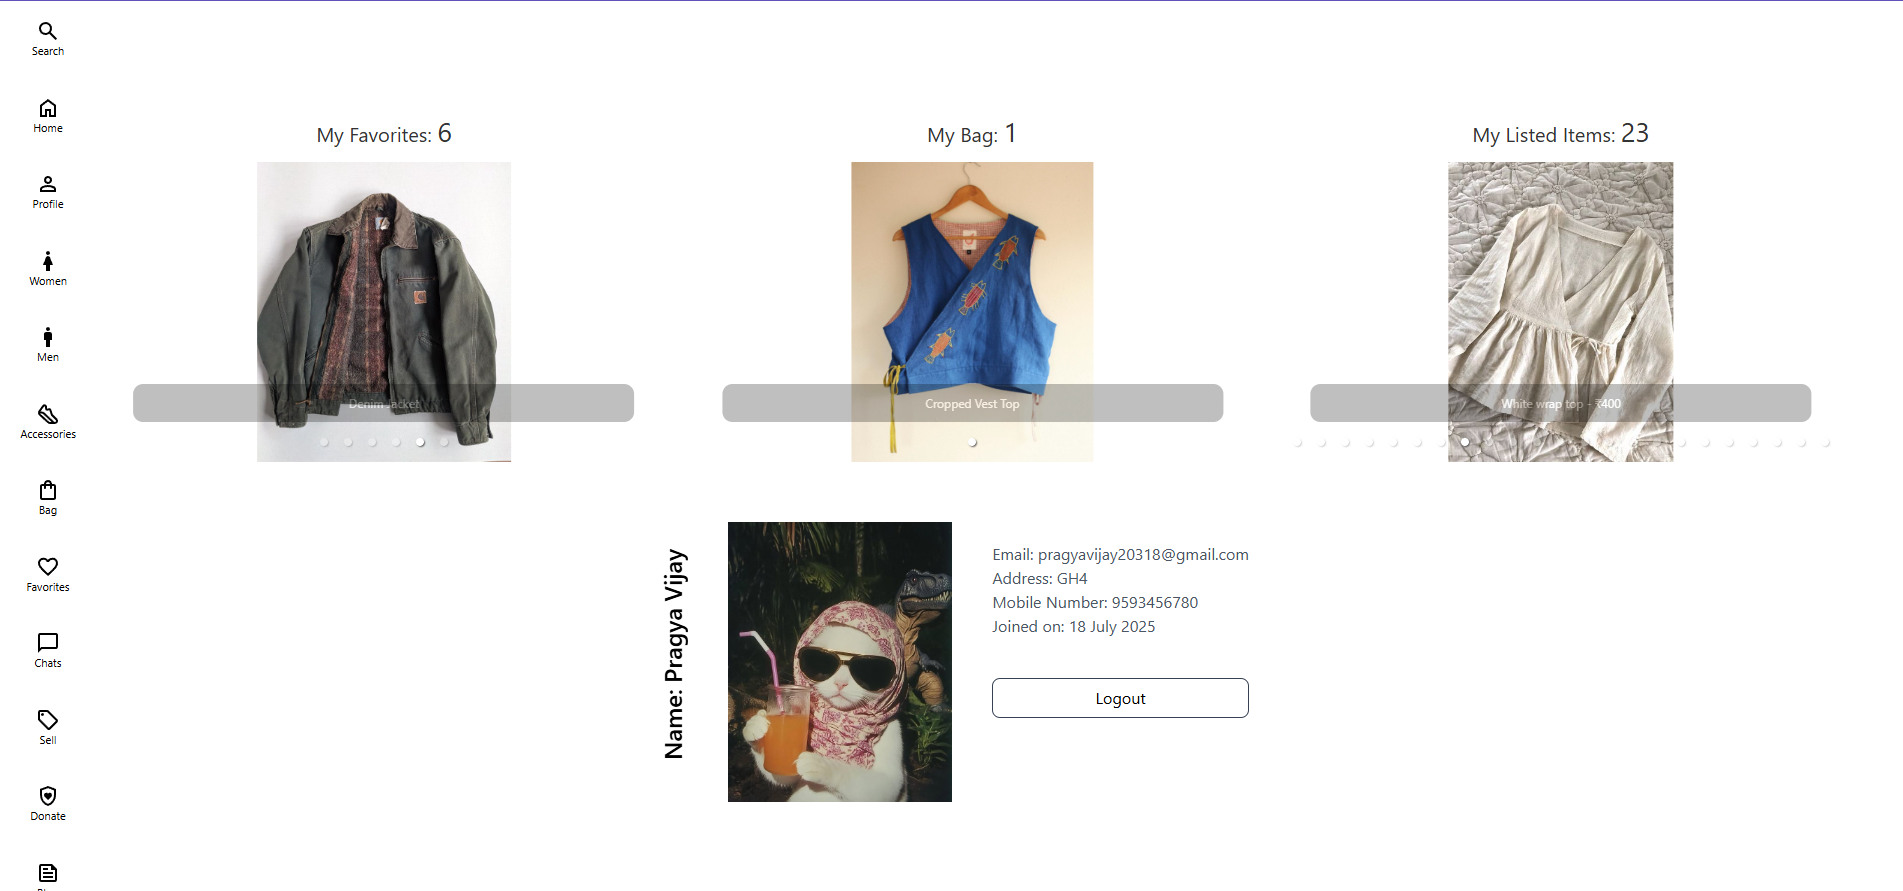 Search
Home
Profile
Women
Men
Accessories
Bag
Favorites
Chats
Sell
Donate
My Favorites: 6
Denim Jacket
My Bag: 1
Cropped Vest Top
My Listed Items: 23
White wrap top - ₹400
Name: Pragya Vijay
Email: pragyavijay20318@gmail.com
Address: GH4
Mobile Number: 9593456780
Joined on: 18 July 2025
Logout